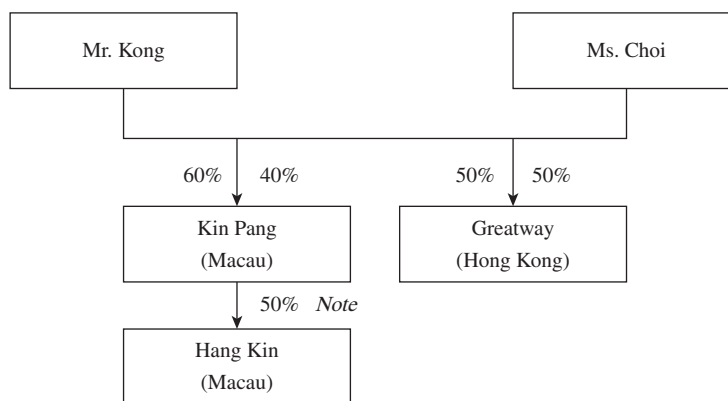 Mr. Kong
Ms. Choi
60% 40%
50% 50%
Kin Pang
(Macau)
Greatway
(Hong Kong)
50% Note
Hang Kin
(Macau)